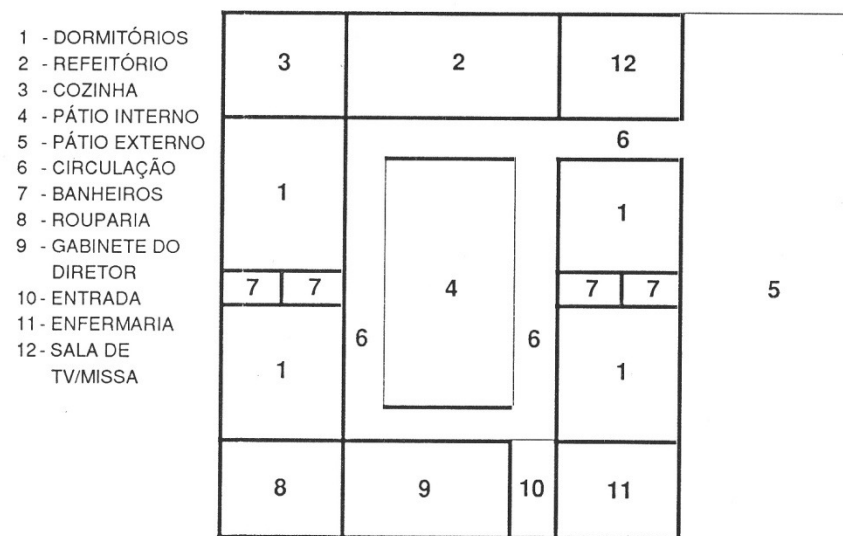 1 - DORMITÓRIOS
2 - REFEITÓRIO
3 - COZINHA
4 - PÁTIO INTERNO
5 - PÁTIO EXTERNO
6 - CIRCULAÇÃO
7 - BANHEIROS
8 - ROUPARIA
9 - GABINETE DO
DIRETOR
10 - ENTRADA
11 - ENFERMARIA
12 - SALA DE
TV/MISSA
3 2 12
6
1 1
7 7 4 7 7 5
6 6
1 1
8 9 10 11